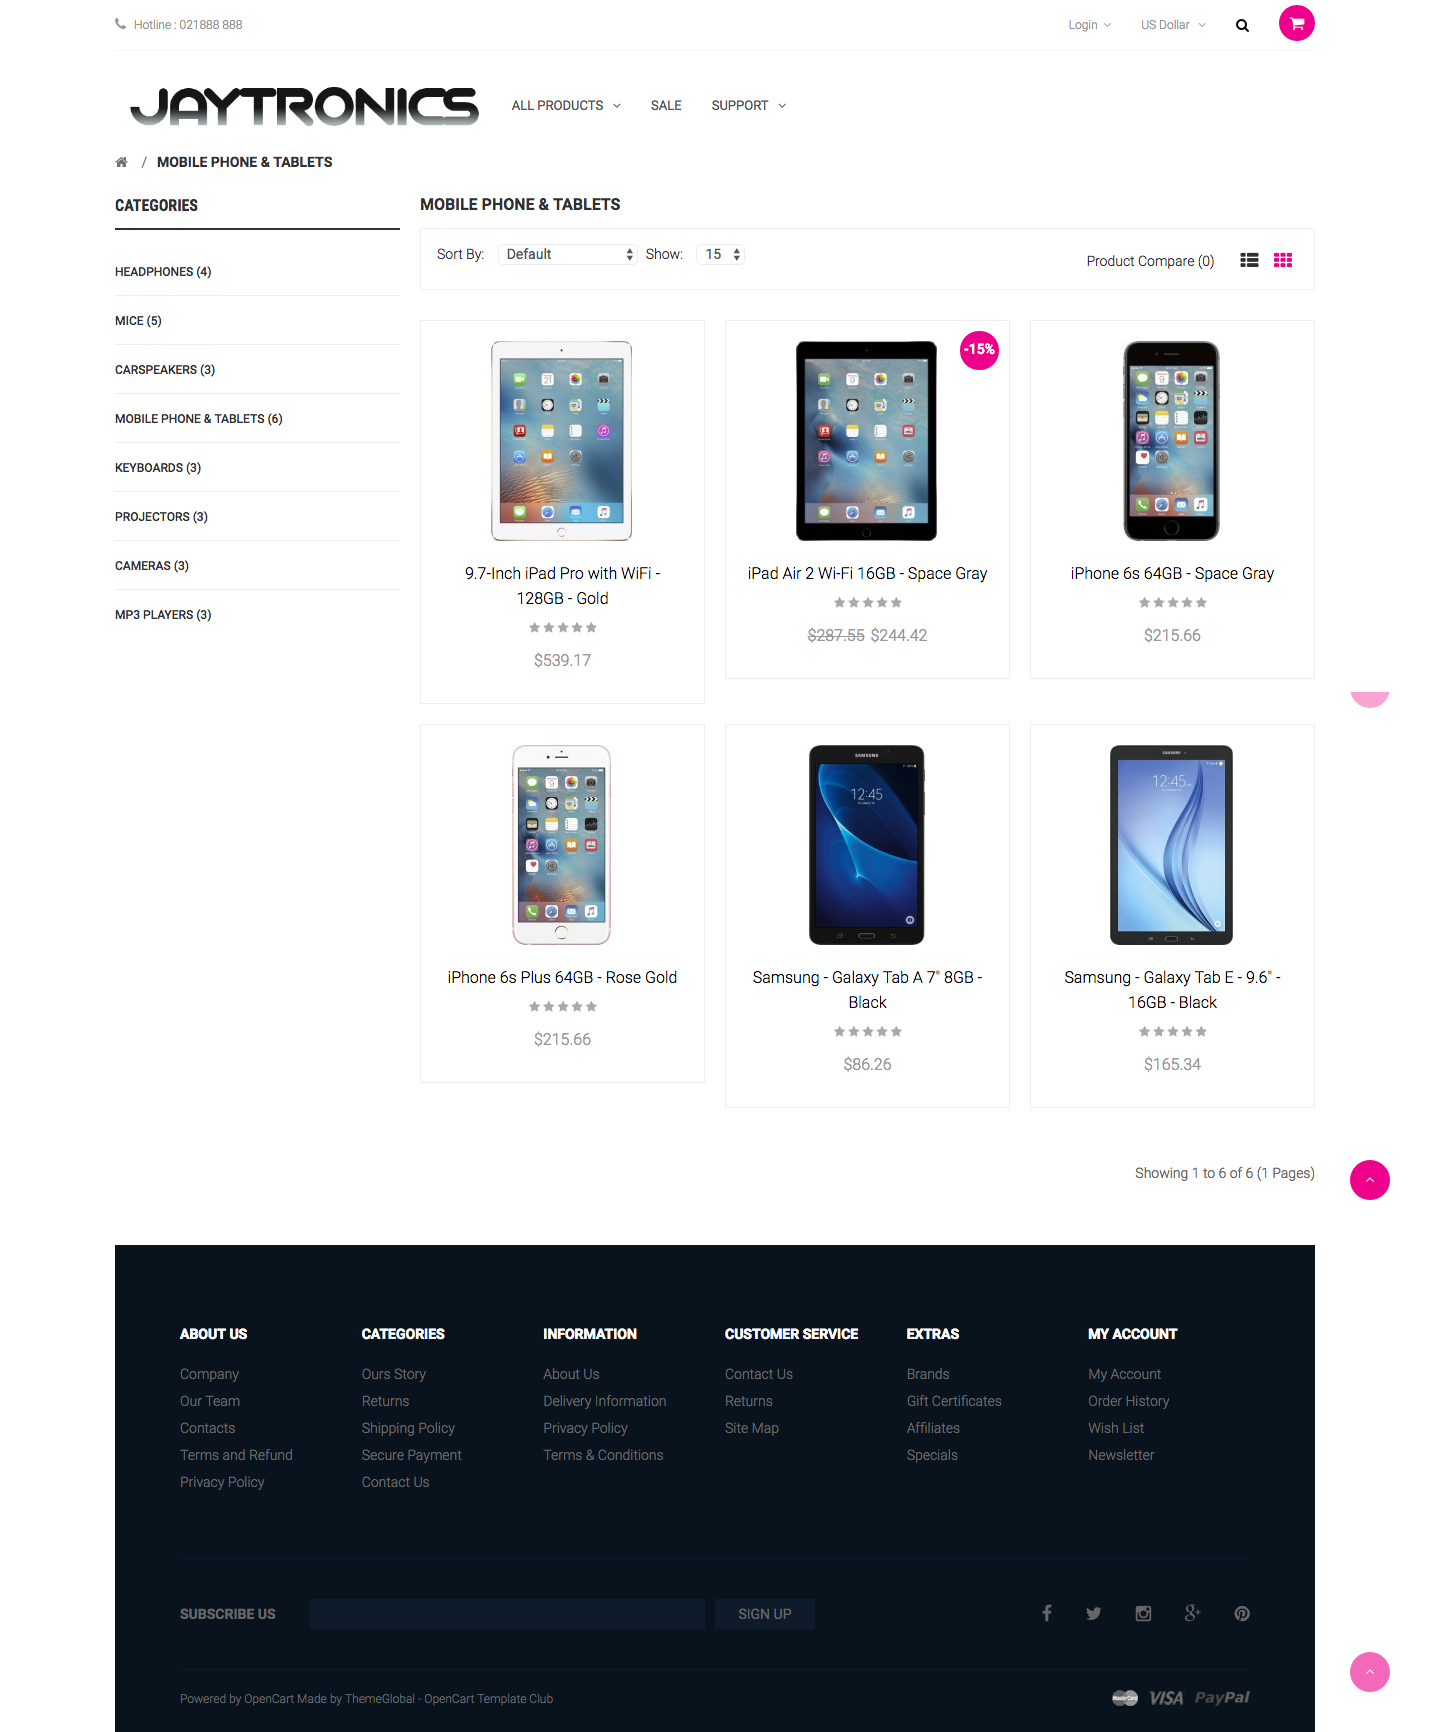 Hotline : 021888 888
Login
US Dollar
JAYTRONICS
ALL PRODUCTS
SALE
SUPPORT
/ MOBILE PHONE & TABLETS
CATEGORIES
HEADPHONES (4)
MICE (5)
CARSPEAKERS (3)
MOBILE PHONE & TABLETS (6)
KEYBOARDS (3)
PROJECTORS (3)
CAMERAS (3)
MP3 PLAYERS (3)
MOBILE PHONE & TABLETS
Sort By: Default Show: 15
Product Compare (0)
9.7-Inch iPad Pro with WiFi -
128GB - Gold
$539.17
-15%
iPad Air 2 Wi-Fi 16GB - Space Gray
$287.55 $244.42
iPhone 6s 64GB - Space Gray
$215.66
iPhone 6s Plus 64GB - Rose Gold
$215.66
SAMSUNG
12:45
Samsung - Galaxy Tab A 7" 8GB -
Black
$86.26
SAMSUNG
12:45
Samsung - Galaxy Tab E - 9.6" -
16GB - Black
$165.34
Showing 1 to 6 of 6 (1 Pages)
ABOUT US
Company
Our Team
Contacts
Terms and Refund
Privacy Policy
CATEGORIES
Ours Story
Returns
Shipping Policy
Secure Payment
Contact Us
INFORMATION
About Us
Delivery Information
Privacy Policy
Terms & Conditions
CUSTOMER SERVICE
Contact Us
Returns
Site Map
EXTRAS
Brands
Gift Certificates
Affiliates
Specials
MY ACCOUNT
My Account
Order History
Wish List
Newsletter
SUBSCRIBE US
SIGN UP
Powered by OpenCart Made by ThemeGlobal - OpenCart Template Club
MasterCard VISA PayPal